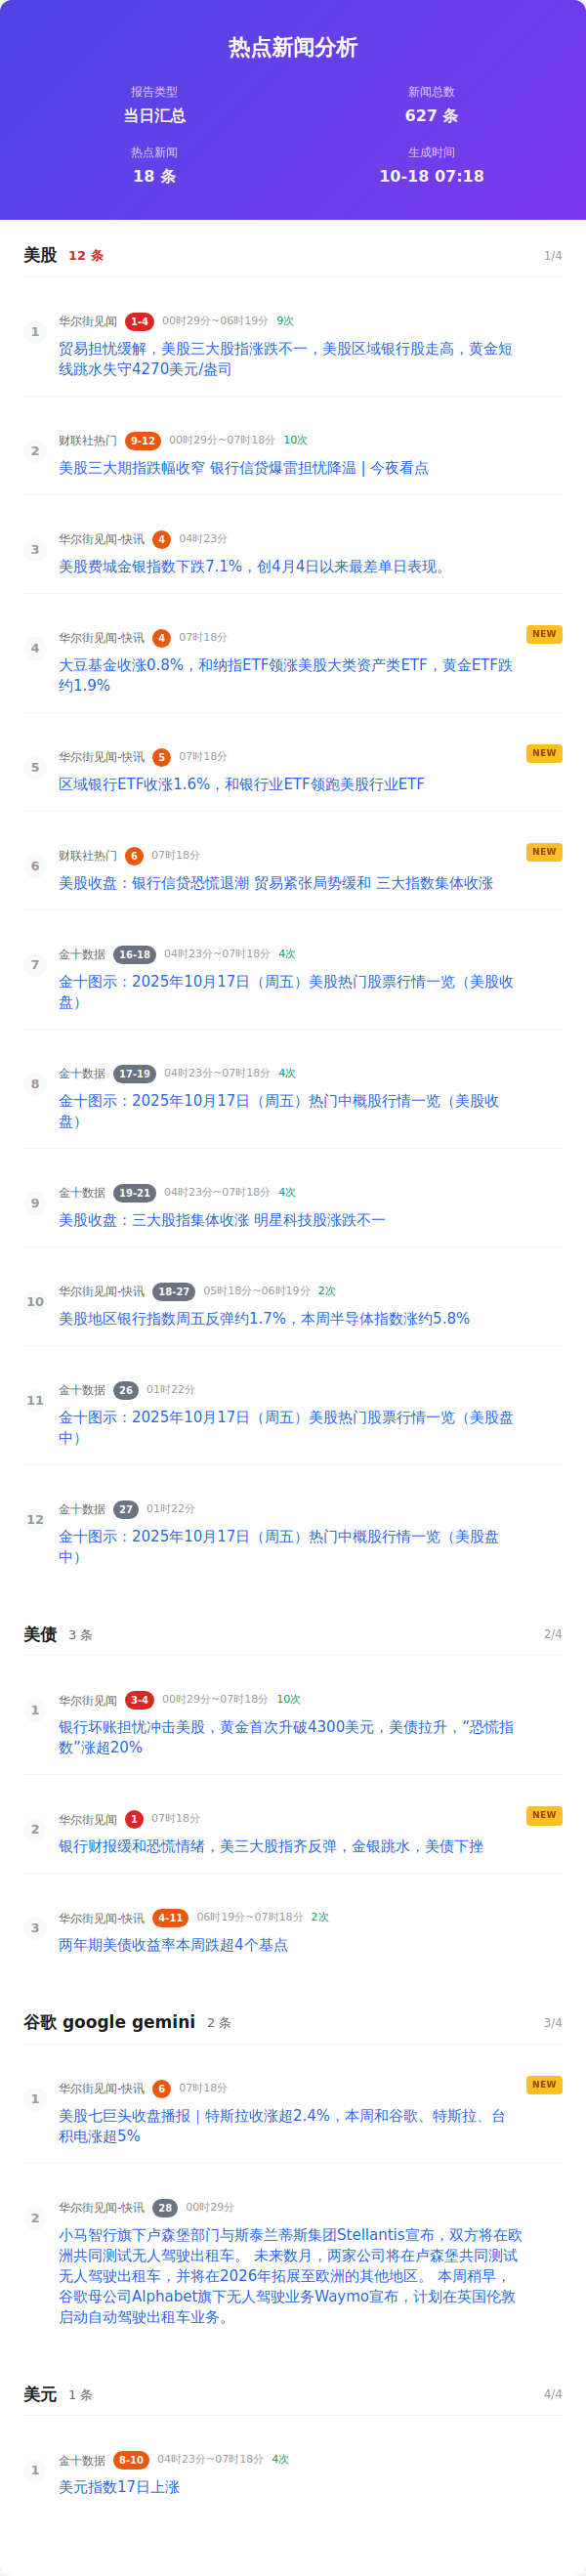 热点新闻分析
报告类型
新闻总数
当日汇总
627 条
热点新闻
生成时间
18 条
10-18 07:18
美股 12 条 1/4
1
华尔街见闻 1-4 00时29分~06时19分 9次
贸易担忧缓解，美股三大股指涨跌不一，美股区域银行股走高，黄金短
线跳水失守4270美元/盎司
2
财联社热门 9-12 00时29分~07时18分 10次
美股三大期指跌幅收窄 银行信贷爆雷担忧降温 | 今夜看点
3
华尔街见闻-快讯 4 04时23分
美股费城金银指数下跌7.1%，创4月4日以来最差单日表现。
4
华尔街见闻-快讯 4 07时18分 NEW
大豆基金收涨0.8%，和纳指ETF领涨美股大类资产类ETF，黄金ETF跌
约1.9%
5
华尔街见闻-快讯 5 07时18分 NEW
区域银行ETF收涨1.6%，和银行业ETF领跑美股行业ETF
6
财联社热门 6 07时18分 NEW
美股收盘：银行信贷恐慌退潮 贸易紧张局势缓和 三大指数集体收涨
7
金十数据 16-18 04时23分~07时18分 4次
金十图示：2025年10月17日（周五）美股热门股票行情一览（美股收
盘）
8
金十数据 17-19 04时23分~07时18分 4次
金十图示：2025年10月17日（周五）热门中概股行情一览（美股收
盘）
9
金十数据 19-21 04时23分~07时18分 4次
美股收盘：三大股指集体收涨 明星科技股涨跌不一
10
华尔街见闻-快讯 18-27 05时18分~06时19分 2次
美股地区银行指数周五反弹约1.7%，本周半导体指数涨约5.8%
11
金十数据 26 01时22分
金十图示：2025年10月17日（周五）美股热门股票行情一览（美股盘
中）
12
金十数据 27 01时22分
金十图示：2025年10月17日（周五）热门中概股行情一览（美股盘
中）
美债 3 条 2/4
1
华尔街见闻 3-4 00时29分~07时18分 10次
银行坏账担忧冲击美股，黄金首次升破4300美元，美债拉升，“恐慌指
数”涨超20%
2
华尔街见闻 1 07时18分 NEW
银行财报缓和恐慌情绪，美三大股指齐反弹，金银跳水，美债下挫
3
华尔街见闻-快讯 4-11 06时19分~07时18分 2次
两年期美债收益率本周跌超4个基点
谷歌 google gemini 2 条 3/4
1
华尔街见闻-快讯 6 07时18分 NEW
美股七巨头收盘播报｜特斯拉收涨超2.4%，本周和谷歌、特斯拉、台
积电涨超5%
2
华尔街见闻-快讯 28 00时29分
小马智行旗下卢森堡部门与斯泰兰蒂斯集团Stellantis宣布，双方将在欧
洲共同测试无人驾驶出租车。 未来数月，两家公司将在卢森堡共同测试
无人驾驶出租车，并将在2026年拓展至欧洲的其他地区。 本周稍早，
谷歌母公司Alphabet旗下无人驾驶业务Waymo宣布，计划在英国伦敦
启动自动驾驶出租车业务。
美元 1 条 4/4
1
金十数据 8-10 04时23分~07时18分 4次
美元指数17日上涨